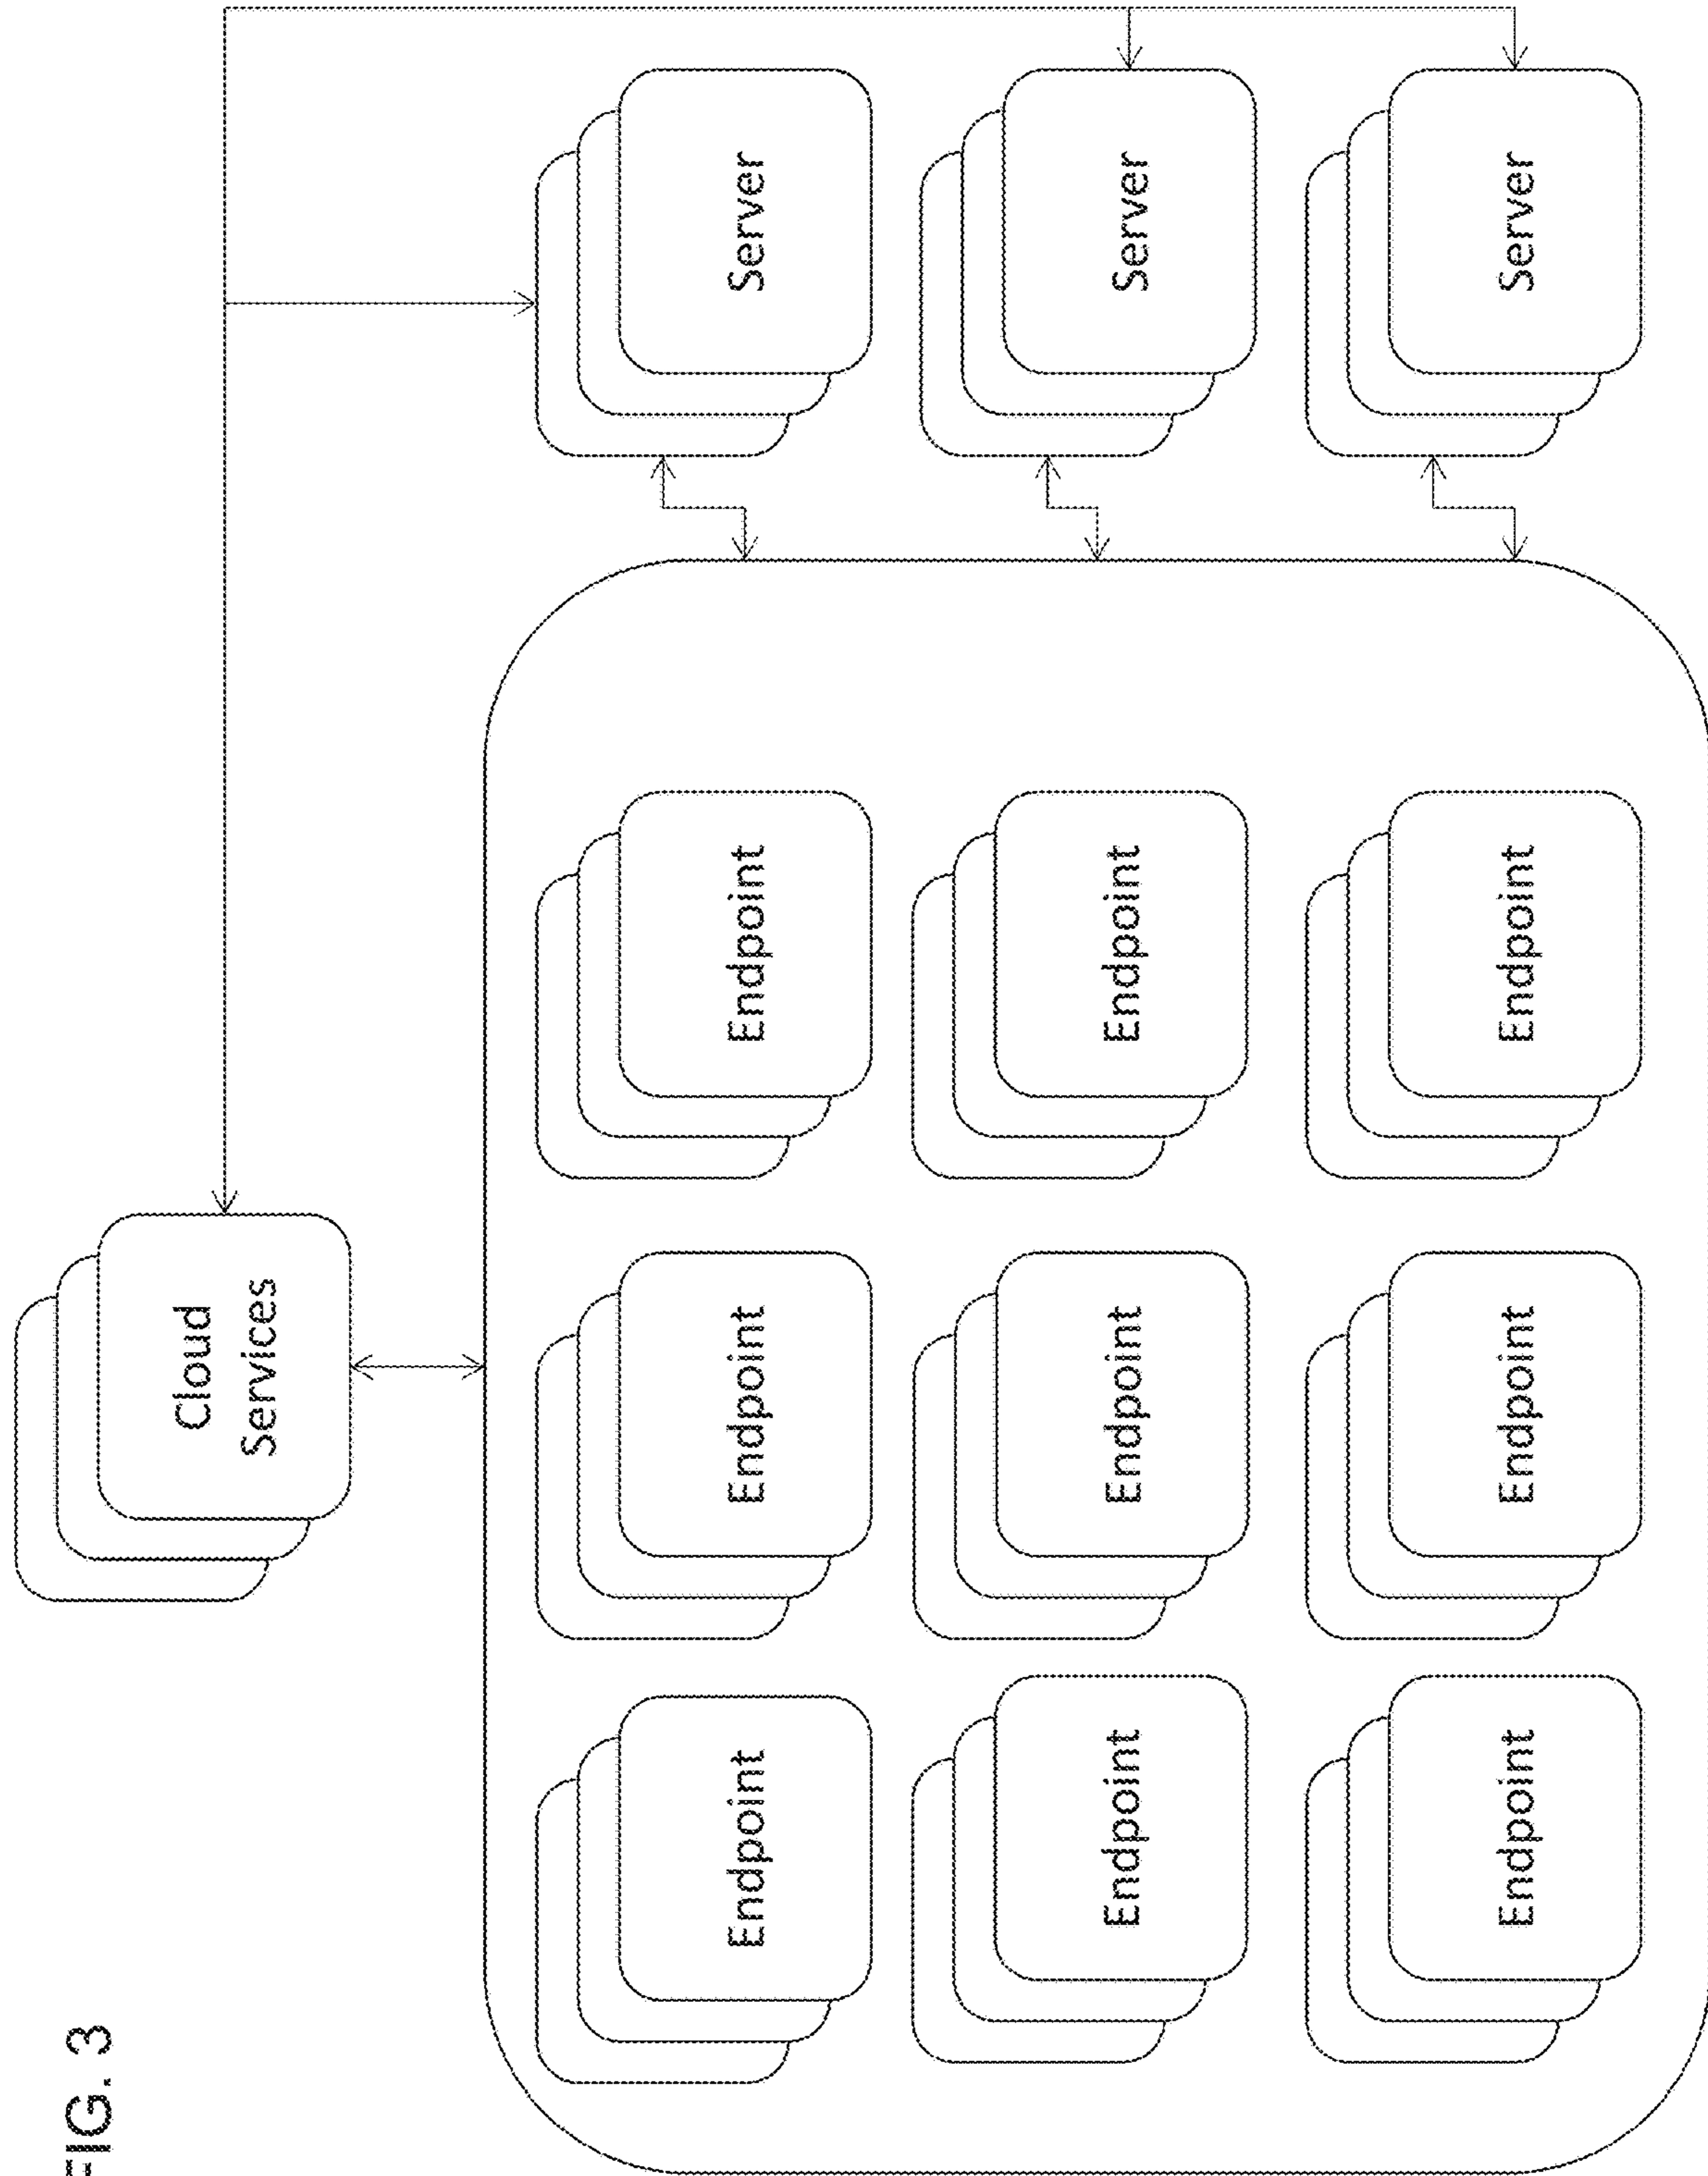 FIG. 3
Cloud
Services
Endpoint
Endpoint
Endpoint
Server
Endpoint
Endpoint
Endpoint
Server
Endpoint
Endpoint
Endpoint
Server